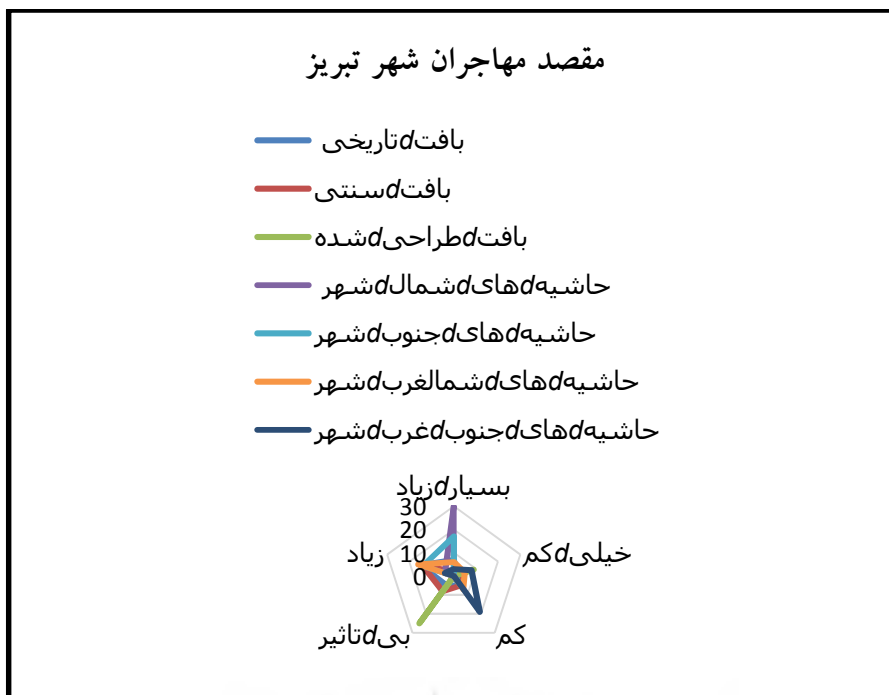 مقصد مهاجران شهر تبریز
بافتdتاریخی
بافتdسنتی
بافتdطراحیdشده
حاشیهdهایdشمالdشهر
حاشیهdهایdجنوبdشهر
حاشیهdهایdشمالغربdشهر
حاشیهdهایdجنوبdغربdشهر
بسیارdزیاد
30
20
10
0
خیلیdکم
زیاد
کم
بیdتاثیر